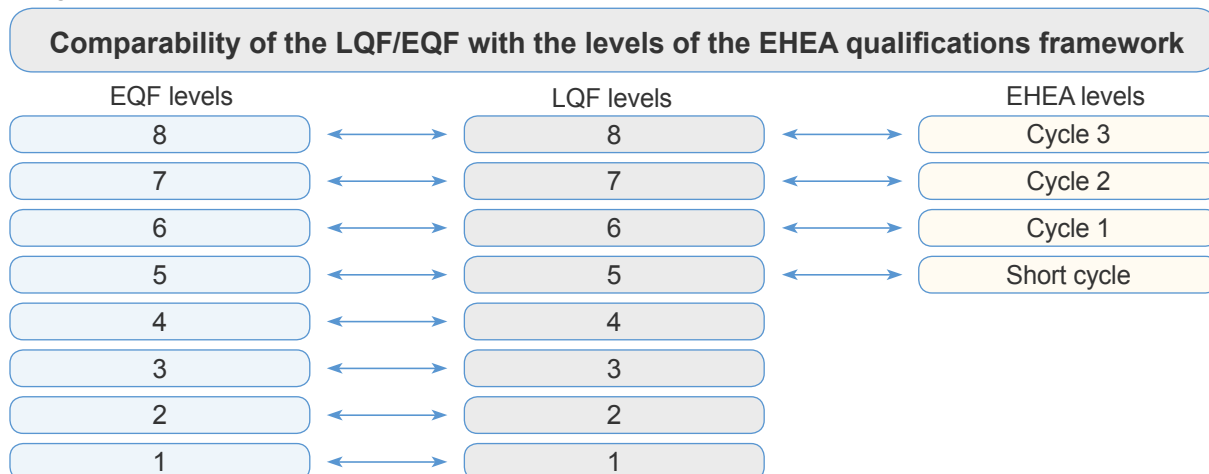 Comparability of the LQF/EQF with the levels of the EHEA qualifications framework
EQF levels LQF levels EHEA levels
8 8 Cycle 3
7 7 Cycle 2
6 6 Cycle 1
5 5 Short cycle
4 4
3 3
2 2
1 1